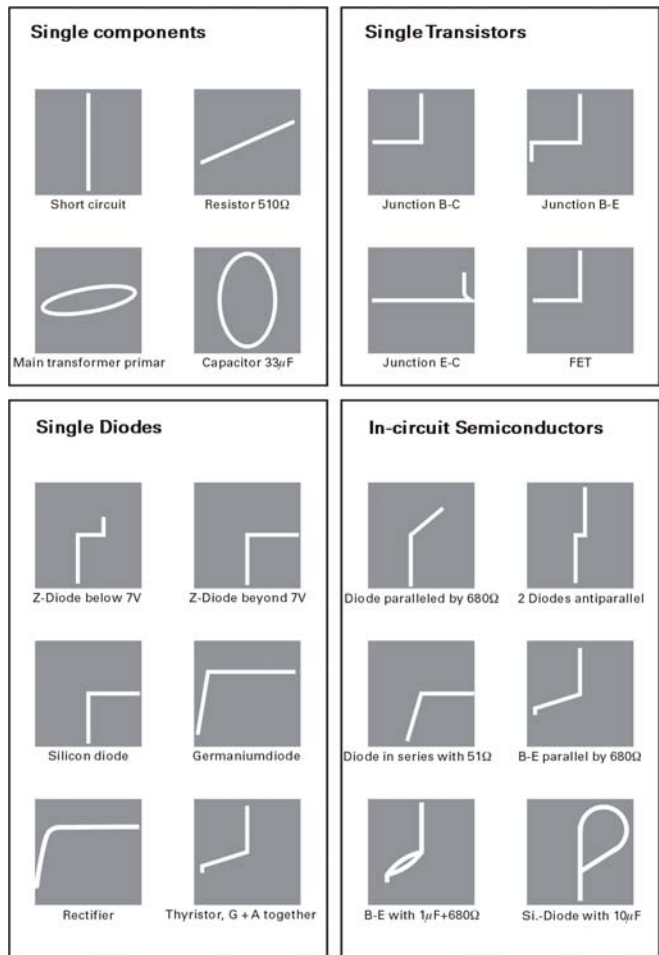 Single components
Short circuit
Resistor 510Ω
Main transformer primar
Capacitor 33μF
Single Transistors
Junction B-C
Junction B-E
Junction E-C
FET
Single Diodes
Z-Diode below 7V
Z-Diode beyond 7V
Silicon diode
Germaniumdiode
Rectifier
Thyristor, G + A together
In-circuit Semiconductors
Diode paralleled by 680Ω
2 Diodes antiparallel
Diode in series with 51Ω
B-E parallel by 680Ω
B-E with 1μF+680Ω
Si.-Diode with 10μF